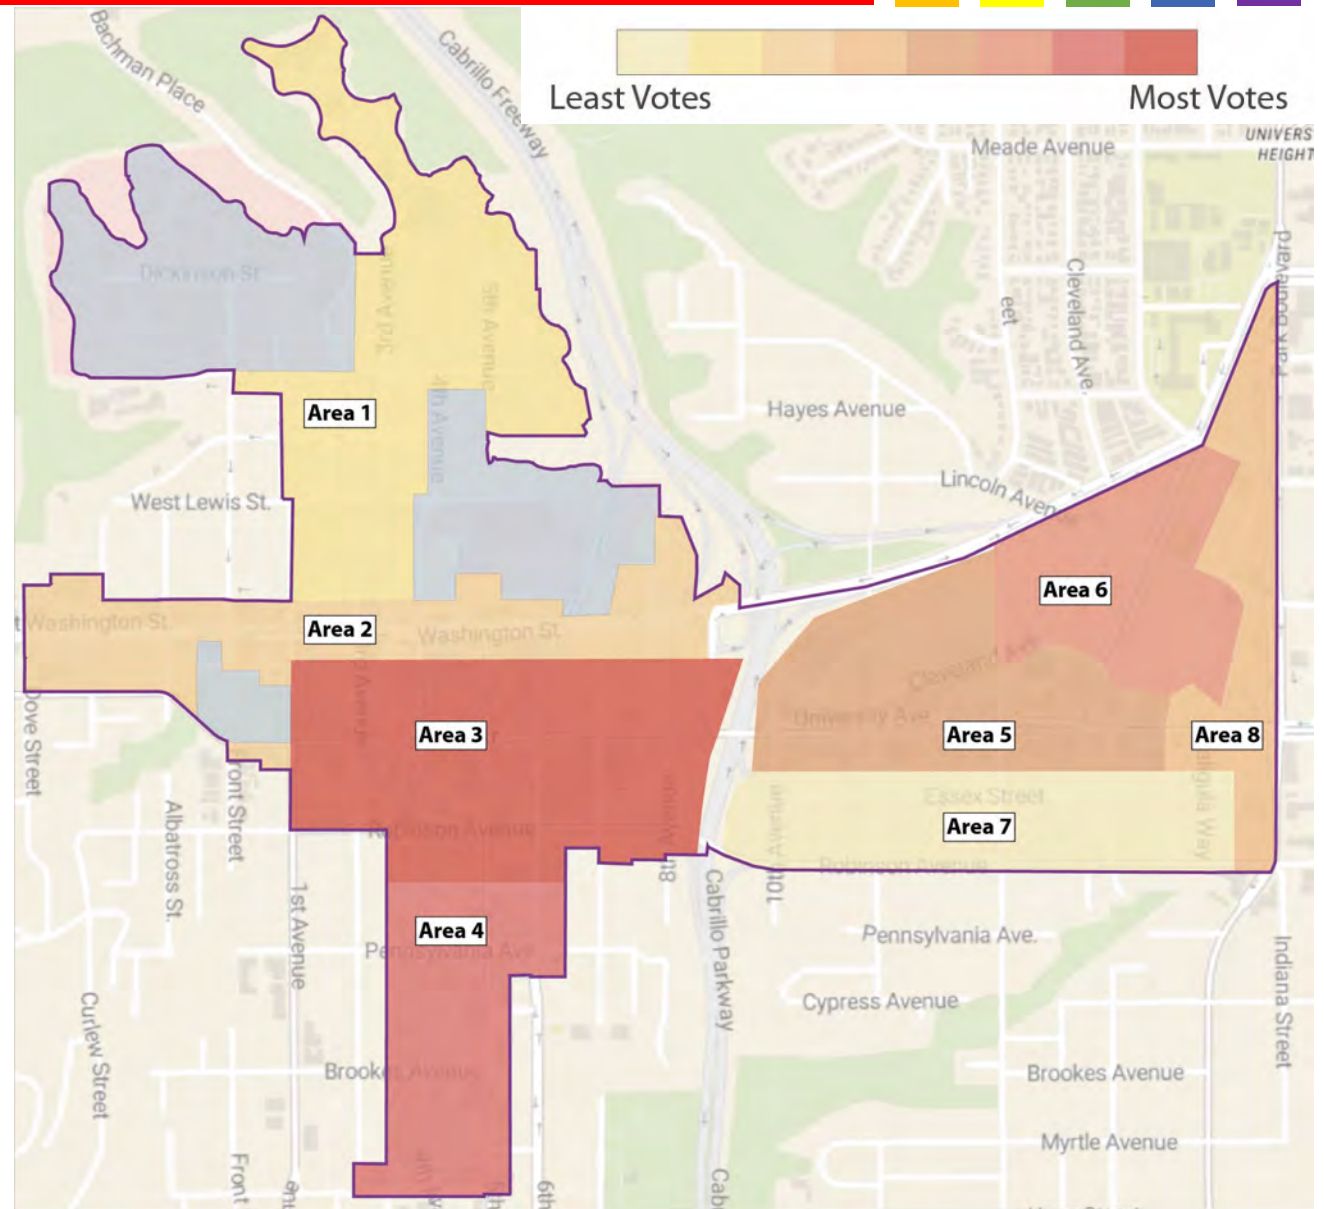 Least Votes
Most Votes
Bachman Place
Cabrillo Freeway
Meade Avenue
UNIVERS
HEIGHT
Dickinson St
3rd Avenue
5th Avenue
4th Avenue
Cleveland Ave.
eet
Park Boulevard
Area 1
Hayes Avenue
Lincoln Avenu
West Lewis St.
Area 6
Washington St.
Area 2
Washington St.
Cleveland Ave.
University Ave
Dove Street
Area 3
Area 5
Area 8
Front Street
Albatross St.
Robinson Avenue
8th
10th Avenue
Essex Street
Area 7
Robinson Avenue
1st Avenue
Area 4
Pennsylvania Ave
Cabrillo Parkway
Pennsylvania Ave.
Cypress Avenue
Indiana Street
Curlew Street
Brookes Avenue
Brookes Avenue
Myrtle Avenue
Front
6th
Cab